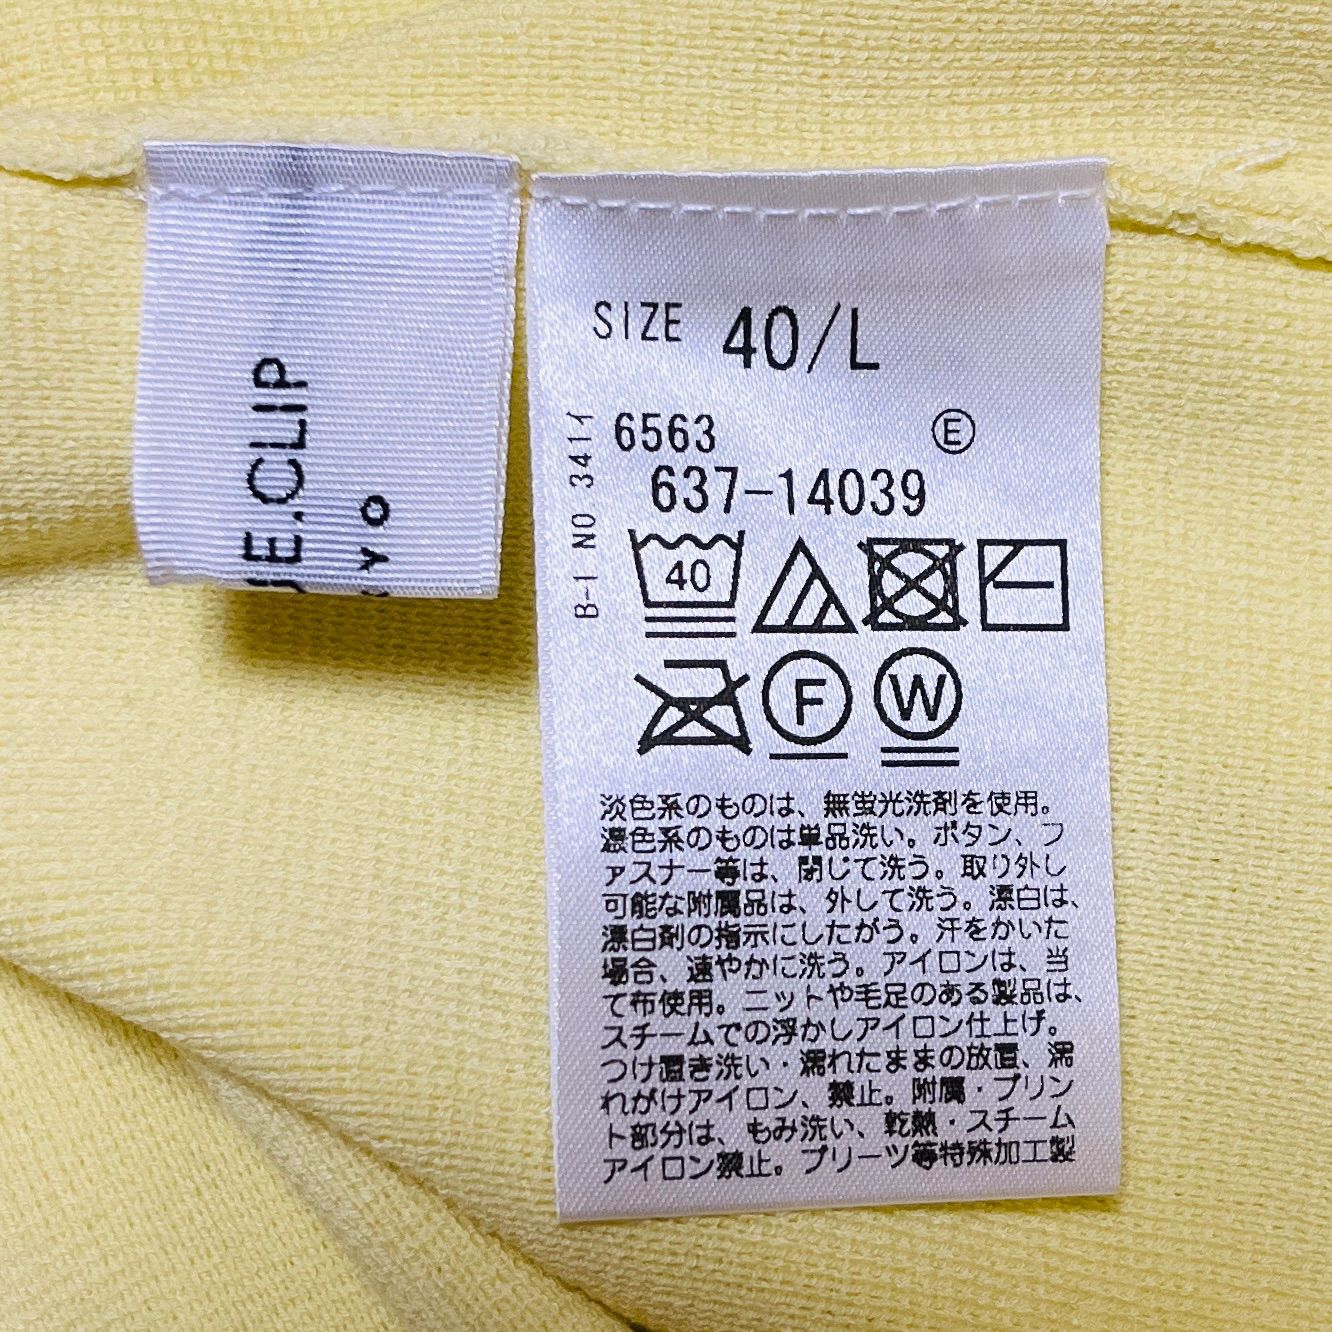 E.CLIP
SIZE 40/L
6563 E
637-14039
B-I NO 341イ
40
F W
淡色系のものは、無蛍光洗剤を使用。
濃色系のものは単品洗い。ボタン、フ
ァスナー等は、閉じて洗う。取り外し
可能な附属品は、外して洗う。漂白は、
漂白剤の指示にしたがう。汗をかいた
場合、速やかに洗う。アイロンは、当
て布使用。ニットや毛足のある製品は、
スチームでの浮かしアイロン仕上げ。
つけ置き洗い・濡れたままの放置、濡
れがけアイロン、禁止。附属・プリン
ト部分は、もみ洗い、乾熱・スチーム
アイロン禁止。プリーツ等特殊加工製